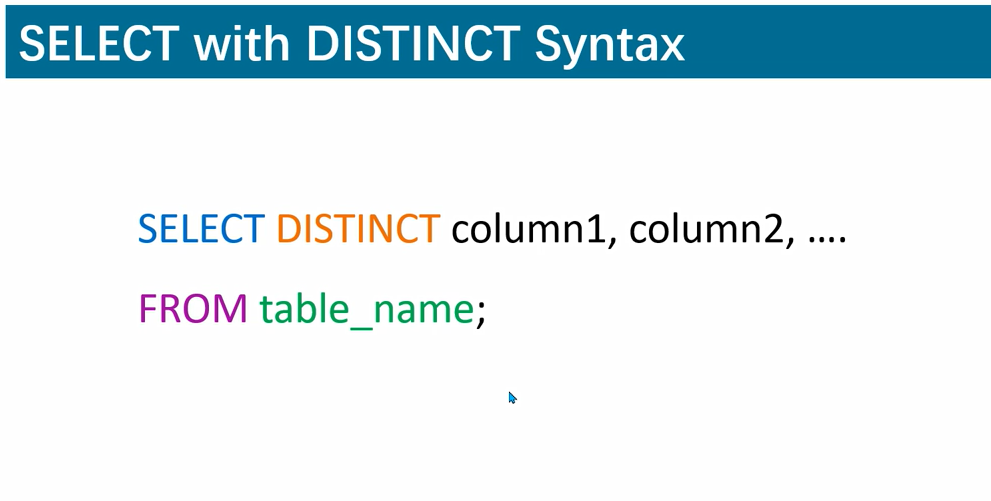 SELECT with DISTINCT Syntax
SELECT DISTINCT column1, column2, ....
FROM table_name;